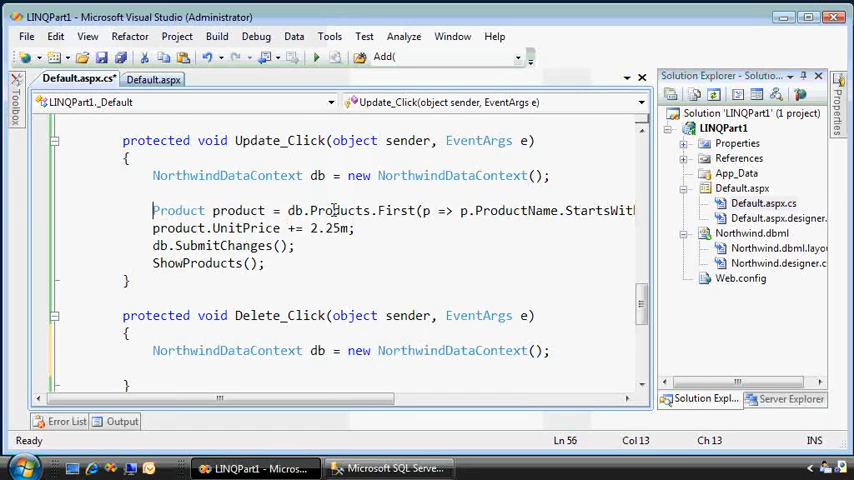 LINQPart1 - Microsoft Visual Studio (Administrator)
File Edit View Refactor Project Build Debug Data Tools Test Analyze Window Help
Add(
Default.aspx.cs* Default.aspx
LINQPart1._Default Update_Click(object sender, EventArgs e)
protected void Update_Click(object sender, EventArgs e)
{
NorthwindDataContext db = new NorthwindDataContext();
Product product = db.Products.First(p => p.ProductName.StartsWith
product.UnitPrice += 2.25m;
db.SubmitChanges();
ShowProducts();
}
protected void Delete_Click(object sender, EventArgs e)
{
NorthwindDataContext db = new NorthwindDataContext();
}
Toolbox
Solution Explorer - Solutio...
Solution 'LINQPart1' (1 project)
LINQPart1
Properties
References
App_Data
Default.aspx
Default.aspx.cs
Default.aspx.designer.
Northwind.dbml
Northwind.dbml.layou
Northwind.designer.c
Web.config
Properties
Solution Expl... Server Explorer
Error List Output
Ready Ln 56 Col 13 Ch 13 INS
LINQPart1 - Micros... Microsoft SQL Serve...